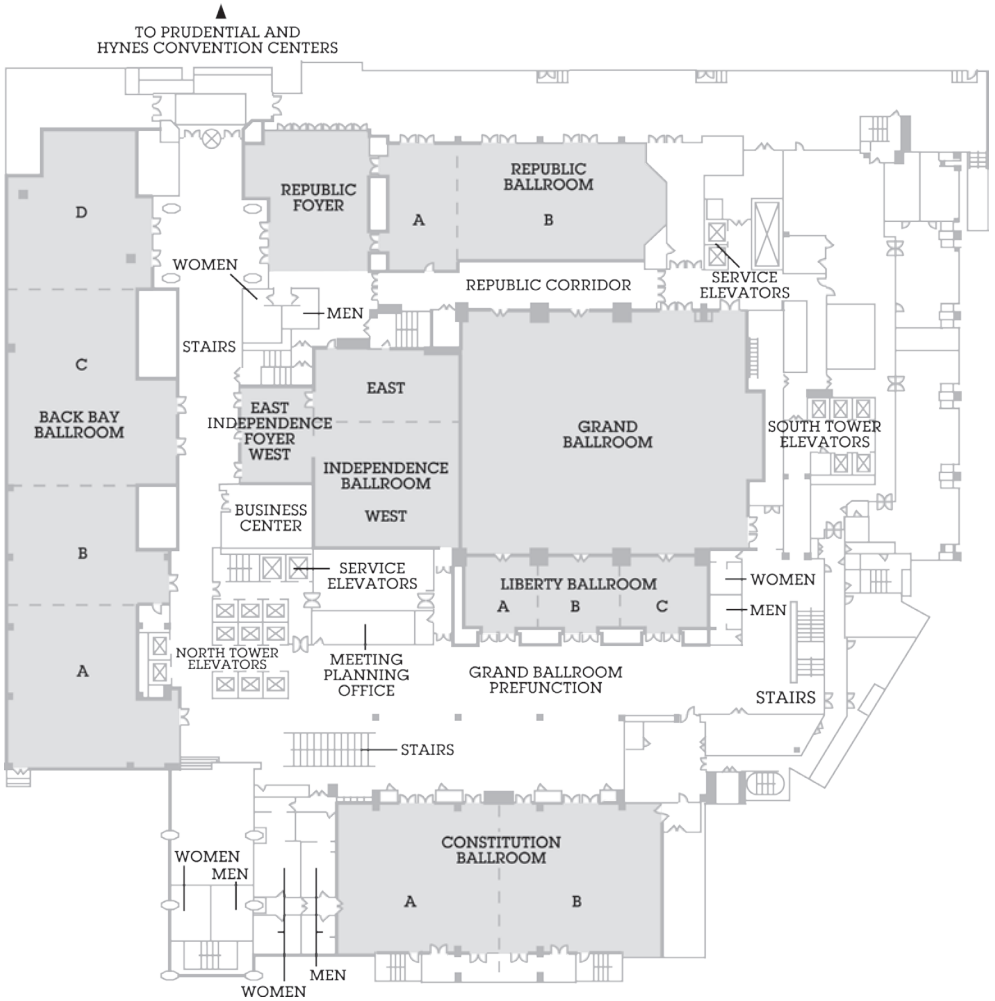 TO PRUDENTIAL AND
HYNES CONVENTION CENTERS
REPUBLIC
FOYER
A
REPUBLIC
BALLROOM
B
D
WOMEN
MEN
REPUBLIC CORRIDOR
SERVICE
ELEVATORS
STAIRS
C
BACK BAY
BALLROOM
EAST
EAST
INDEPENDENCE
FOYER
WEST
INDEPENDENCE
BALLROOM
WEST
GRAND
BALLROOM
SOUTH TOWER
ELEVATORS
BUSINESS
CENTER
B
SERVICE
ELEVATORS
LIBERTY BALLROOM
A
B
C
WOMEN
MEN
NORTH TOWER
ELEVATORS
MEETING
PLANNING
OFFICE
GRAND BALLROOM
PREFUNCTION
A
STAIRS
STAIRS
CONSTITUTION
BALLROOM
A
B
WOMEN
MEN
MEN
WOMEN